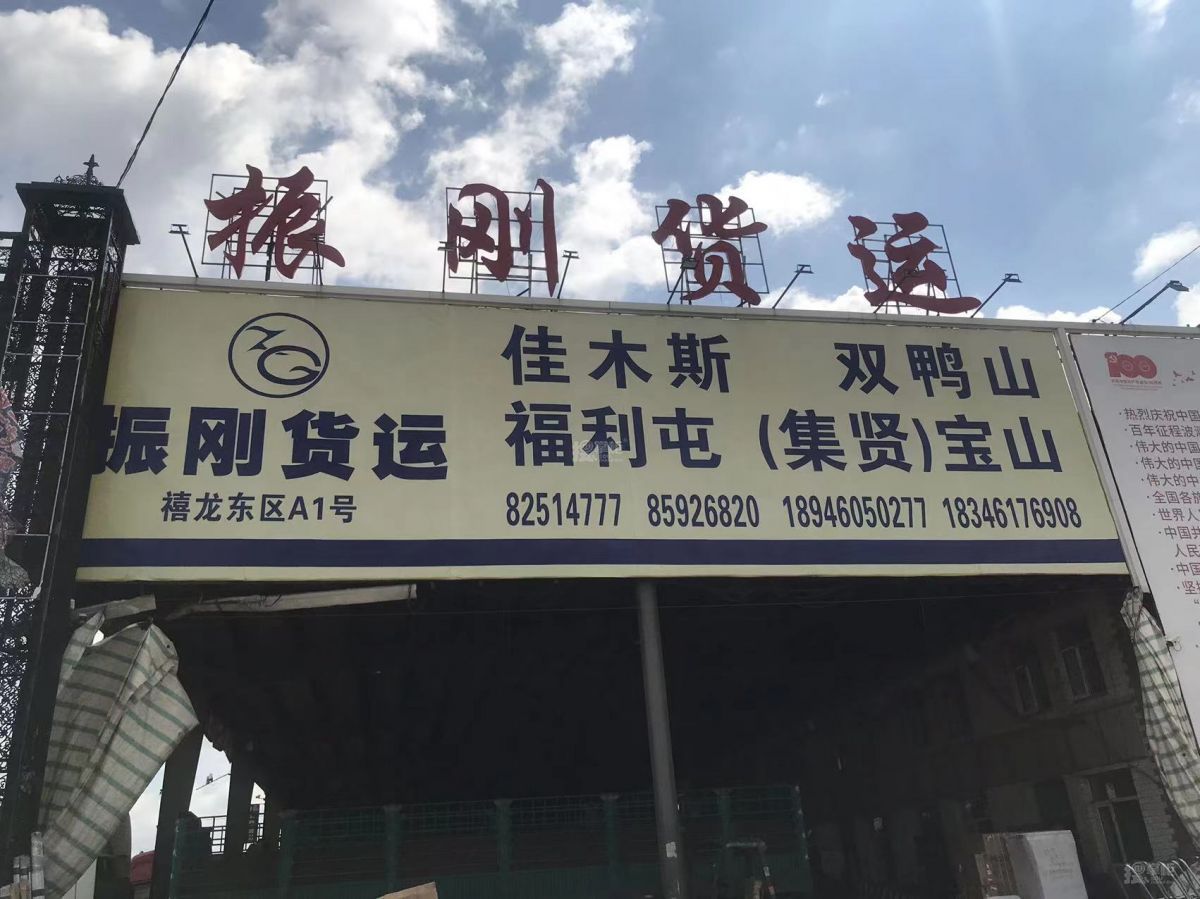 振刚货运
振刚货运
禧龙东区A1号
佳木斯 双鸭山
福利屯 (集贤)宝山
82514777 85926820 18946050277 18346176908
100
·热烈庆祝中国
·百年征程波澜
·伟大的中国
·伟大的中国
·伟大的中
·全国各
·世界人
·中国共
人民
·中国
·坚持